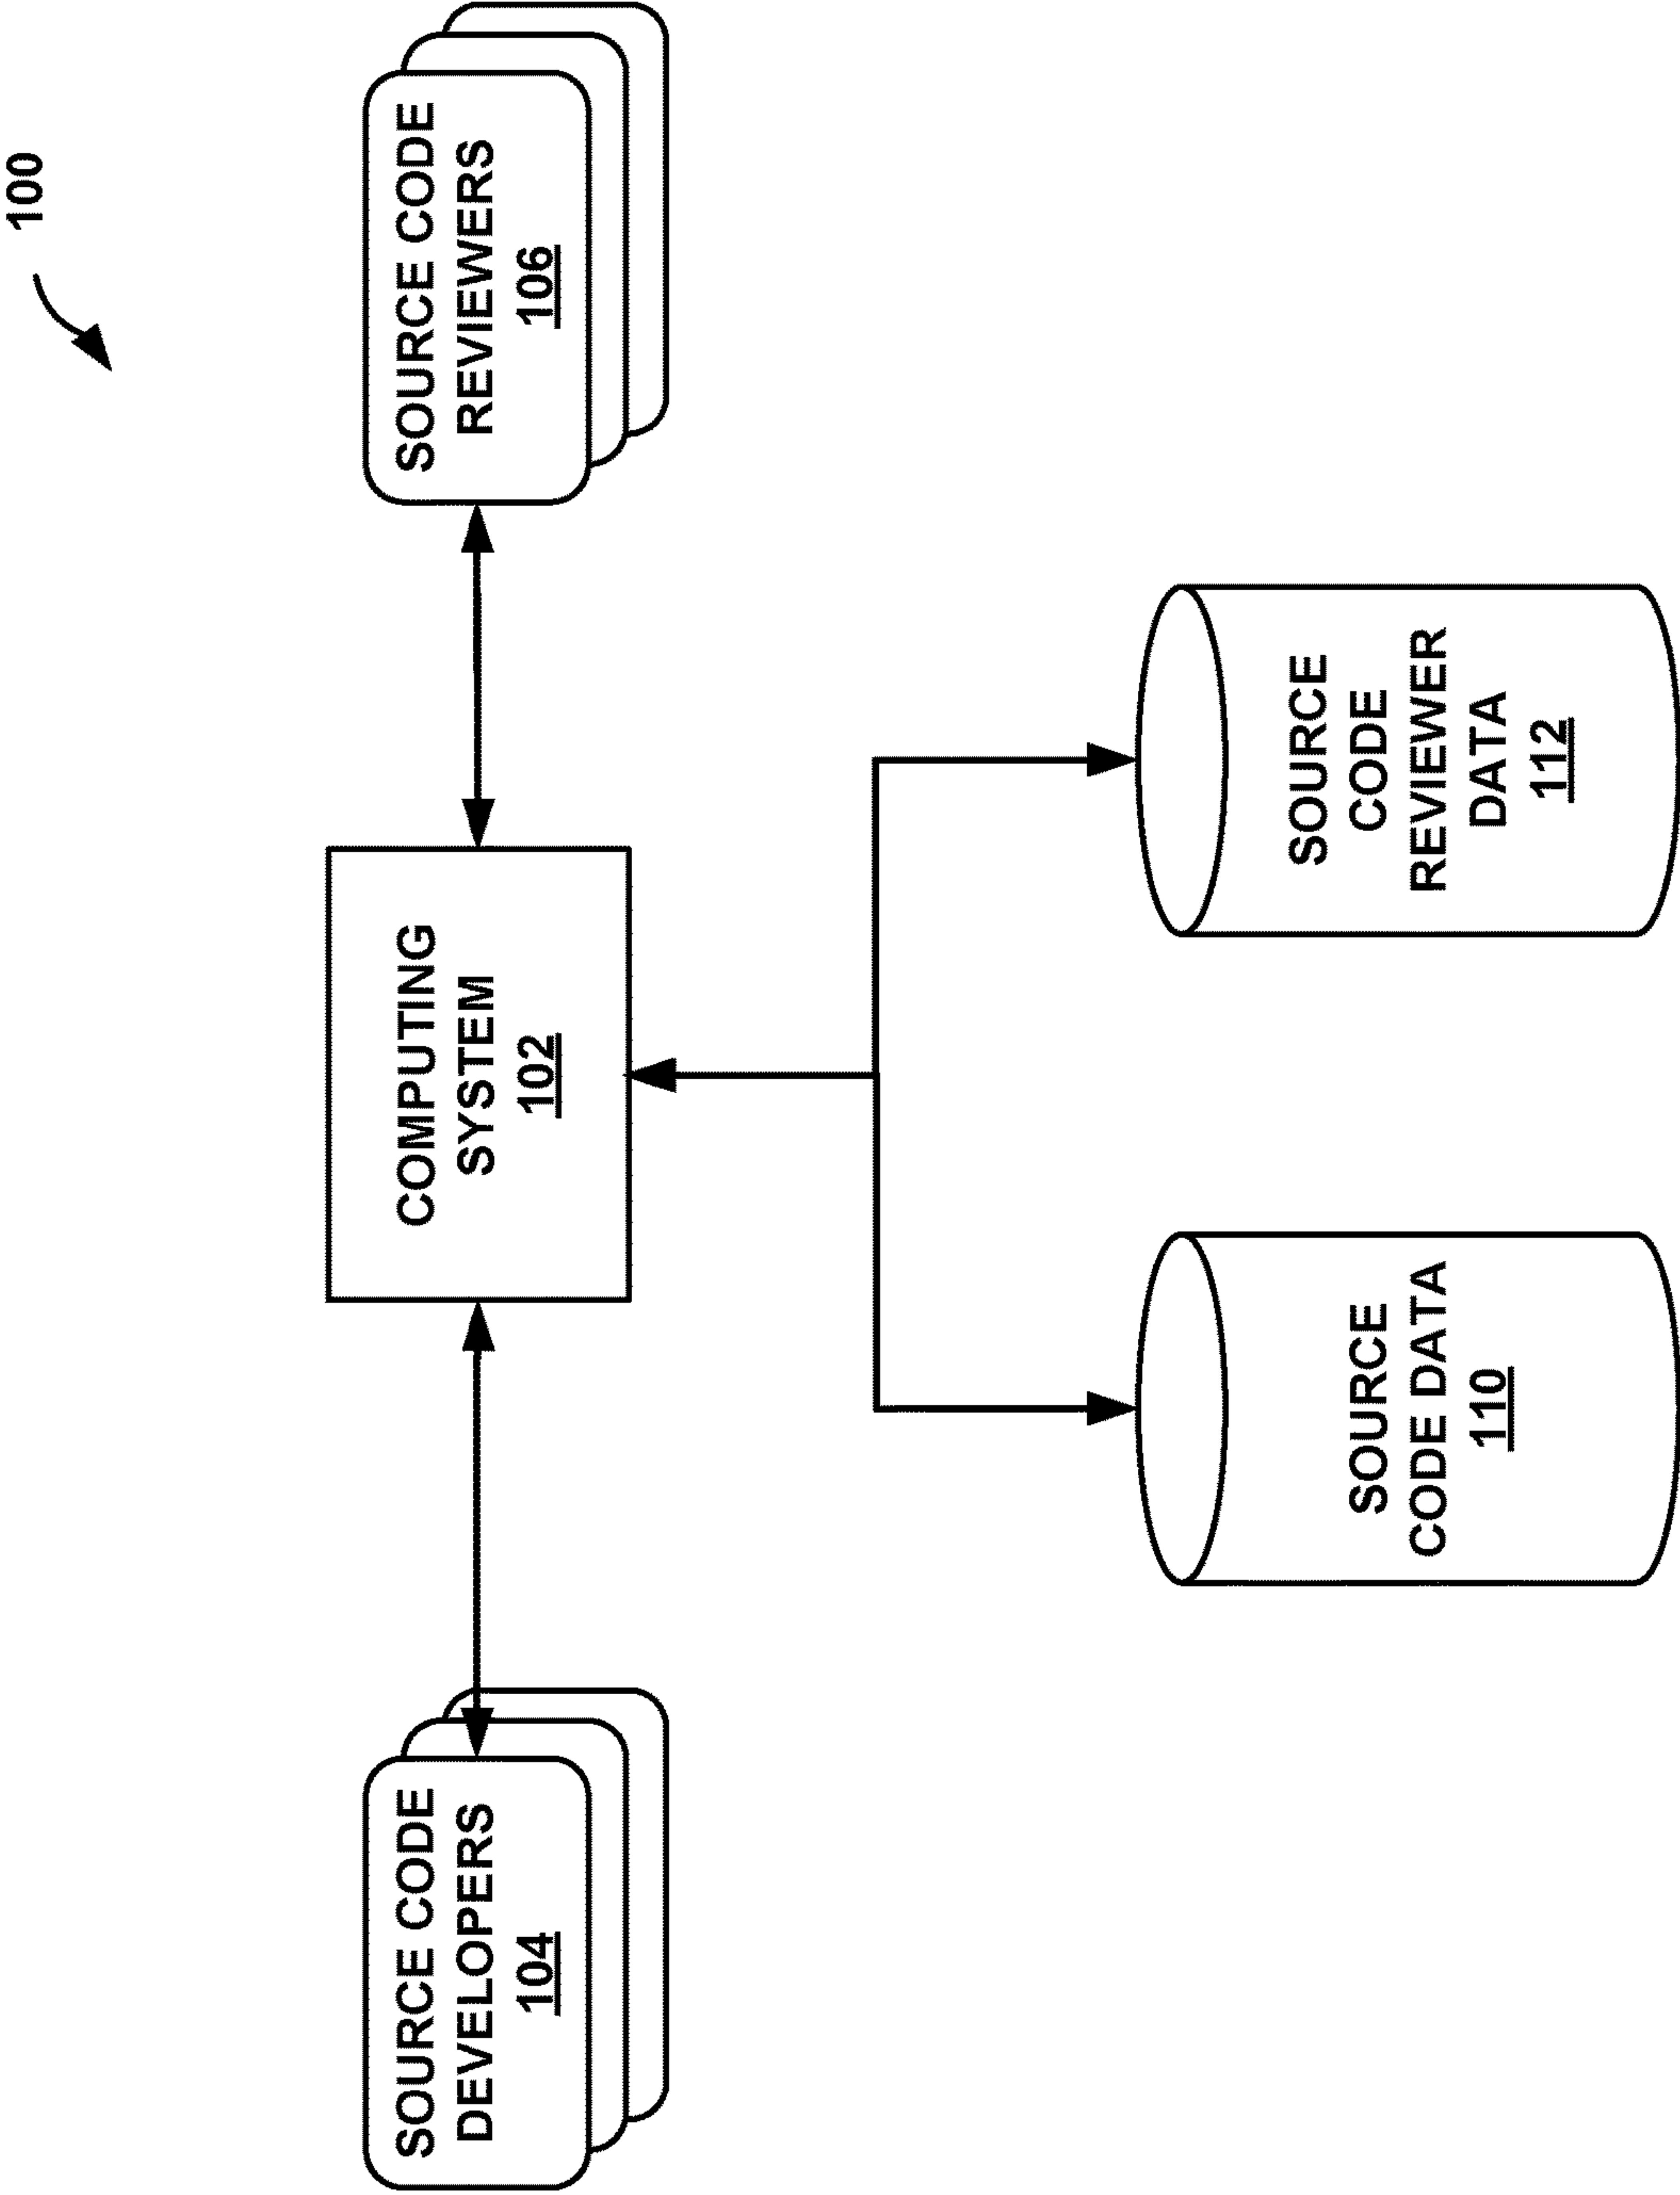 100
SOURCE CODE
DEVELOPERS
104
COMPUTING
SYSTEM
102
SOURCE CODE
REVIEWERS
106
SOURCE
CODE DATA
110
SOURCE
CODE
REVIEWER
DATA
112